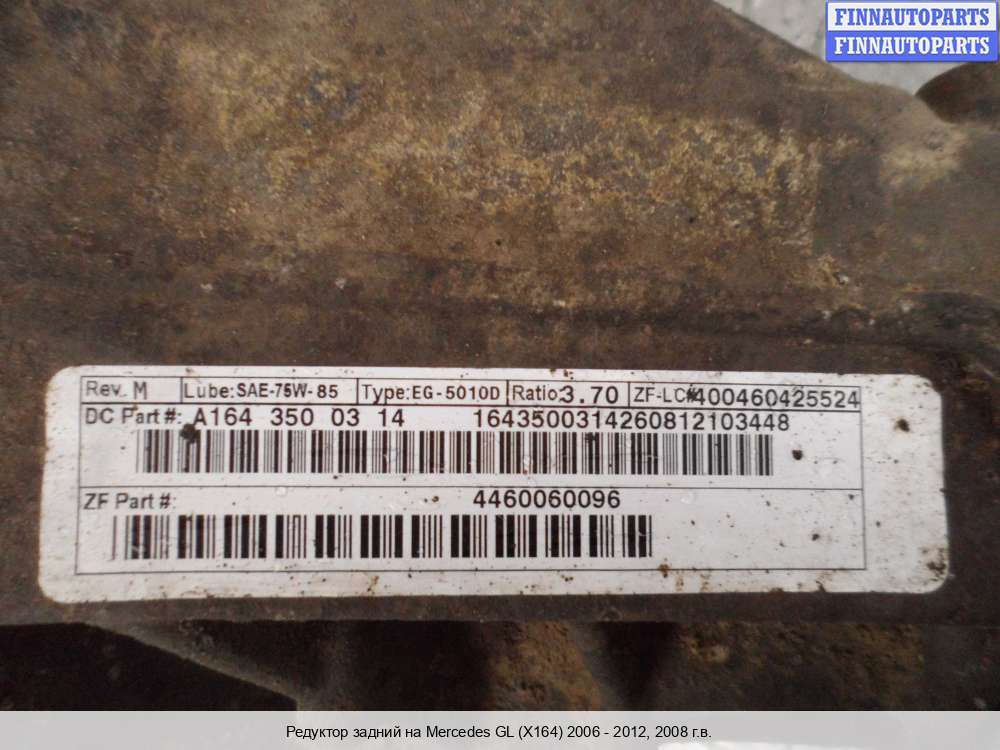 FINNAUTOPARTS
FINNAUTOPARTS
Rev. M Lube:SAE-75W-85 Type:EG-5010D Ratio:3.70 ZF-LC#400460425524
DC Part #: A164 350 03 14 1643500314260812103448
ZF Part #: 4460060096
Редуктор задний на Mercedes GL (X164) 2006 - 2012, 2008 г.в.